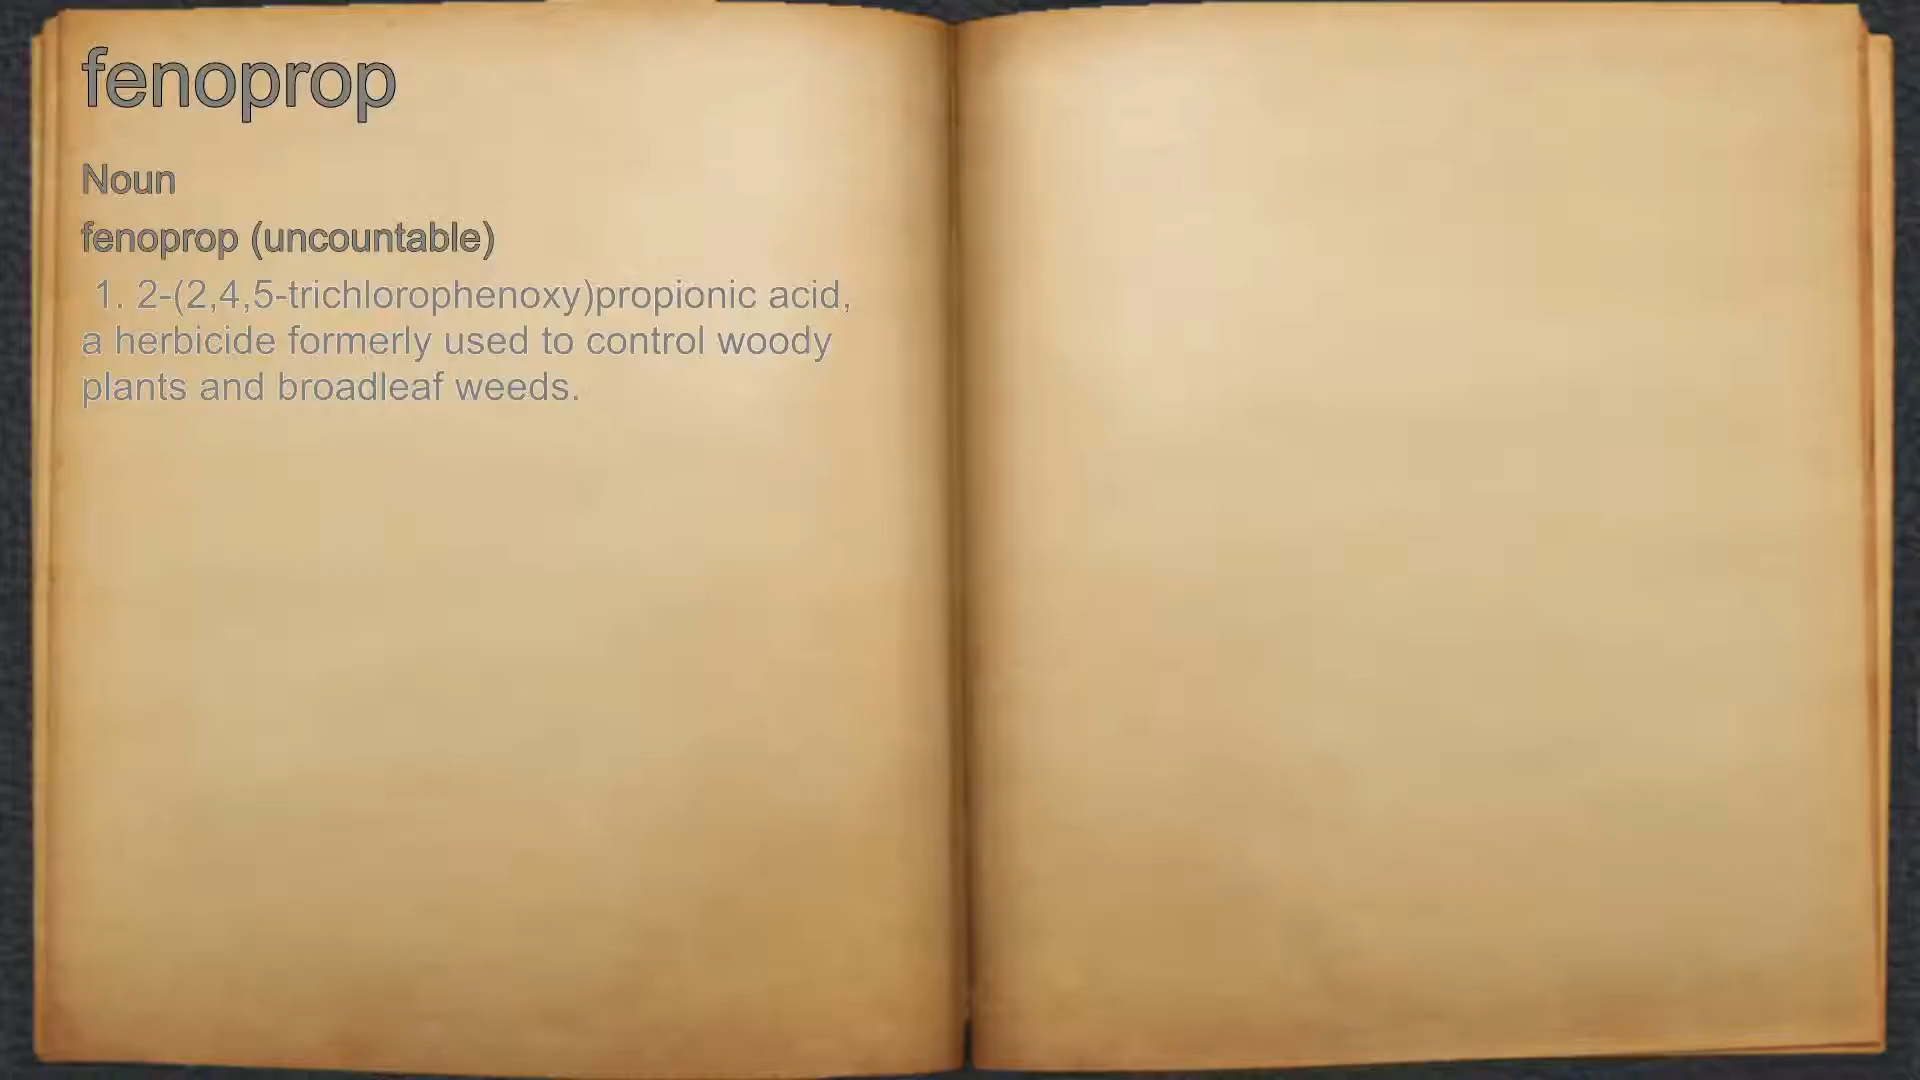 fenoprop
Noun
fenoprop (uncountable)
1. 2-(2,4,5-trichlorophenoxy)propionic acid,
a herbicide formerly used to control woody
plants and broadleaf weeds.